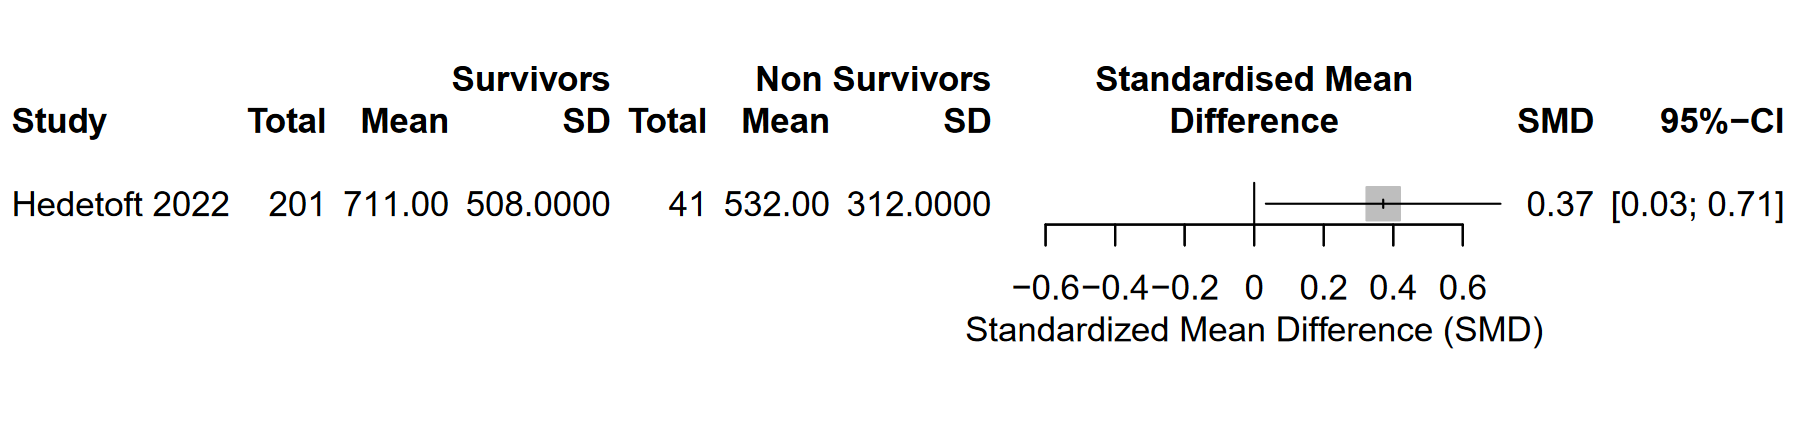 Survivors Non Survivors Standardised Mean
Study Total Mean SD Total Mean SD Difference SMD 95%−CI
Hedetoft 2022 201 711.00 508.0000 41 532.00 312.0000 0.37 [0.03; 0.71]
−0.6 −0.4 −0.2 0 0.2 0.4 0.6
Standardized Mean Difference (SMD)